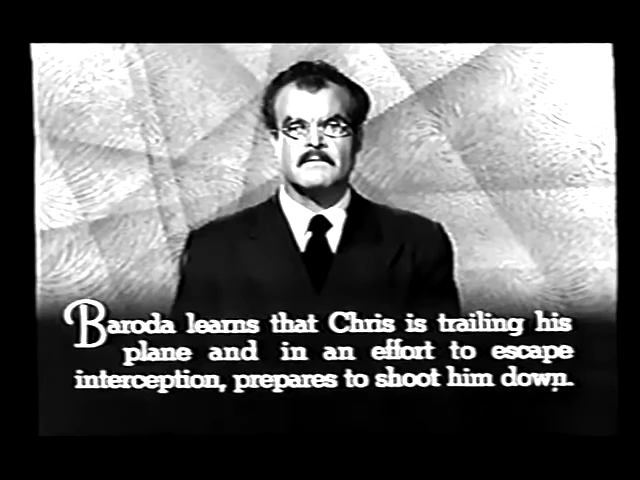 Baroda learns that Chris is trailing his
plane and in an effort to escape
interception, prepares to shoot him down.